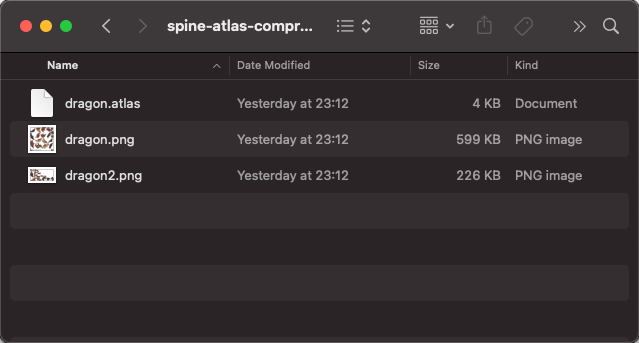 spine-atlas-compr...
Name Date Modified Size Kind
dragon.atlas Yesterday at 23:12 4 KB Document
dragon.png Yesterday at 23:12 599 KB PNG image
dragon2.png Yesterday at 23:12 226 KB PNG image